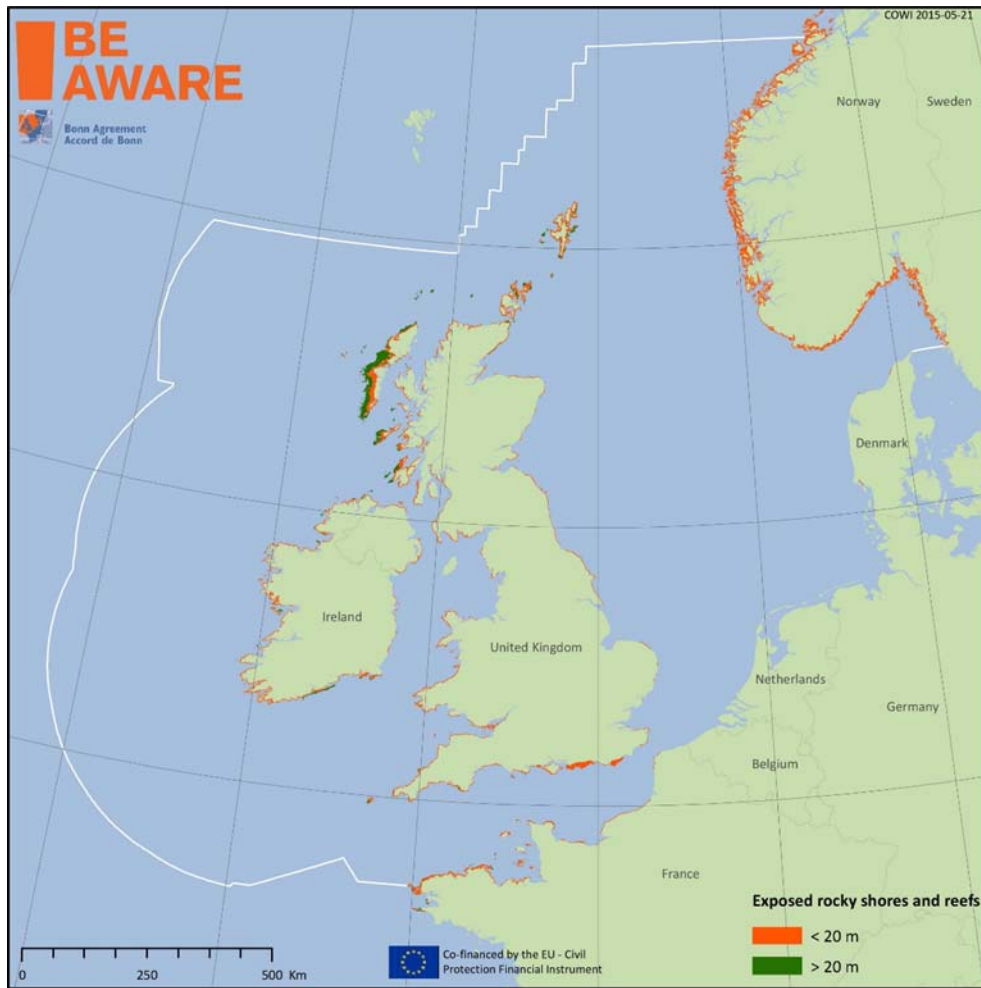 COWI 2015-05-21
BE
AWARE
Bonn Agreement
Accord de Bonn
Norway
Sweden
Denmark
Ireland
United Kingdom
Netherlands
Germany
Belgium
France
Exposed rocky shores and reefs
< 20 m
> 20 m
0 250 500 Km
Co-financed by the EU - Civil
Protection Financial Instrument